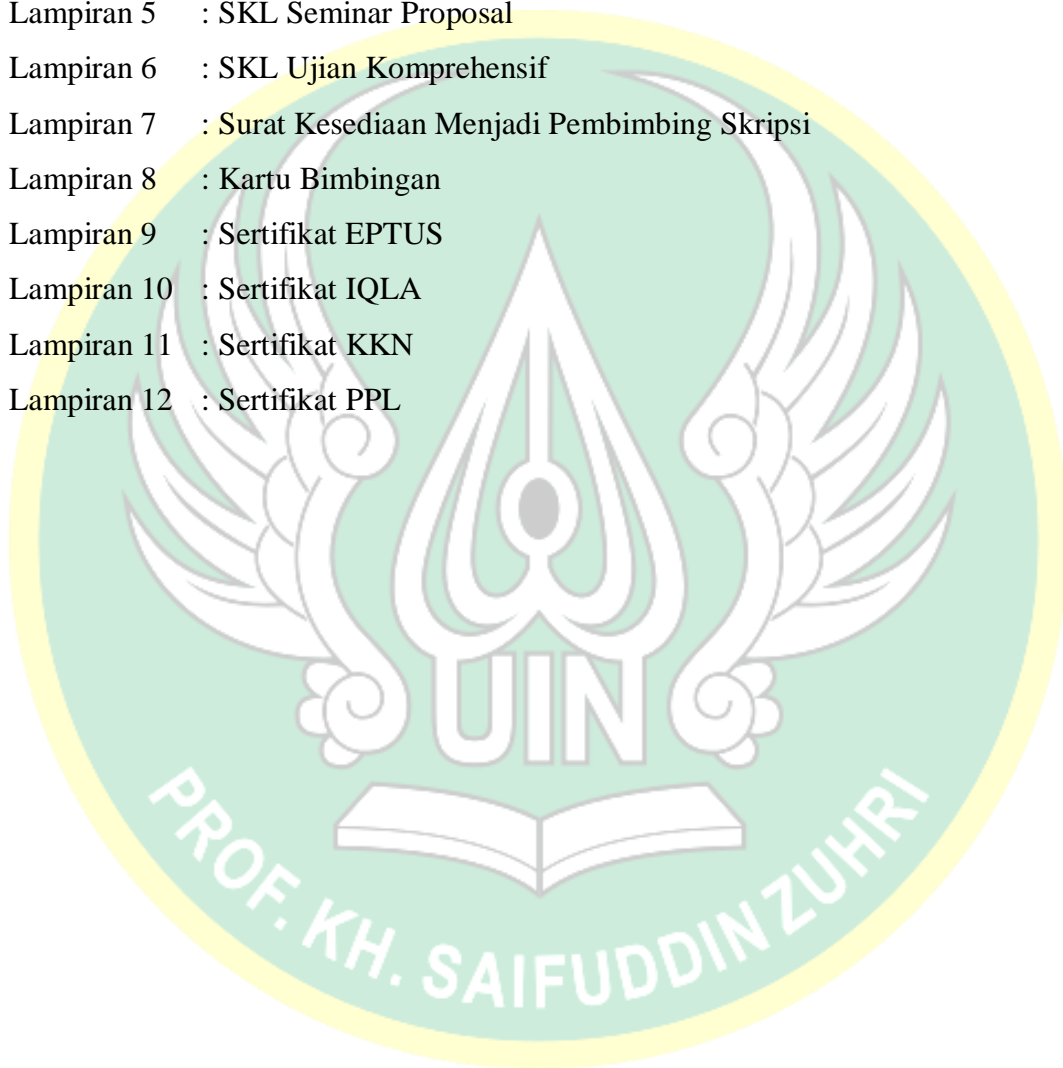 Lampiran 5 : SKL Seminar Proposal
Lampiran 6 : SKL Ujian Komprehensif
Lampiran 7 : Surat Kesediaan Menjadi Pembimbing Skripsi
Lampiran 8 : Kartu Bimbingan
Lampiran 9 : Sertifikat EPTUS
Lampiran 10 : Sertifikat IQLA
Lampiran 11 : Sertifikat KKN
Lampiran 12 : Sertifikat PPL
UIN
PROF. KH. SAIFUDDIN ZUHRI